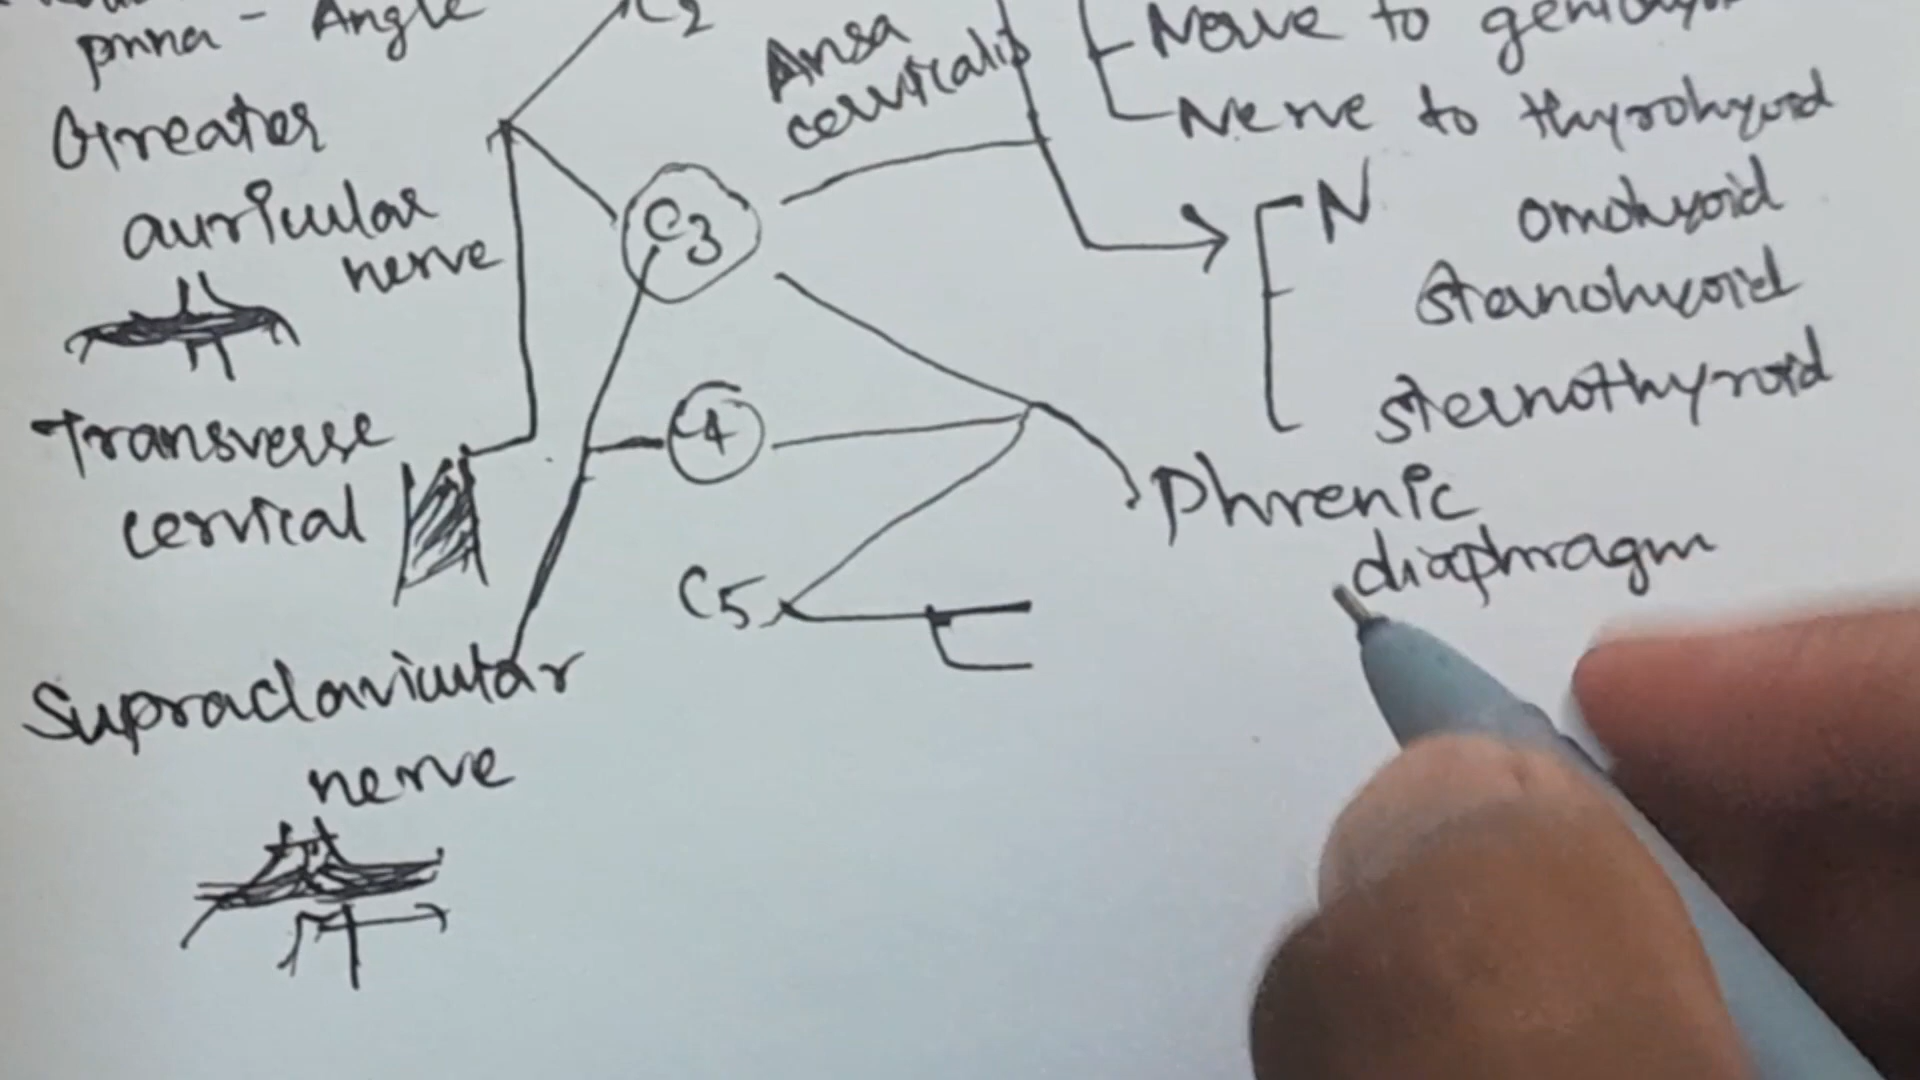 pinna - Angle
Greater
auricular
nerve
Transverse
cervical
Supraclavicular
nerve
C2
C3
C4
C5
Ansa
cervicalis
Nerve to
Nerve to thyrohyoid
N omohyoid
sternohyoid
sternothyroid
Phrenic
diaphragm